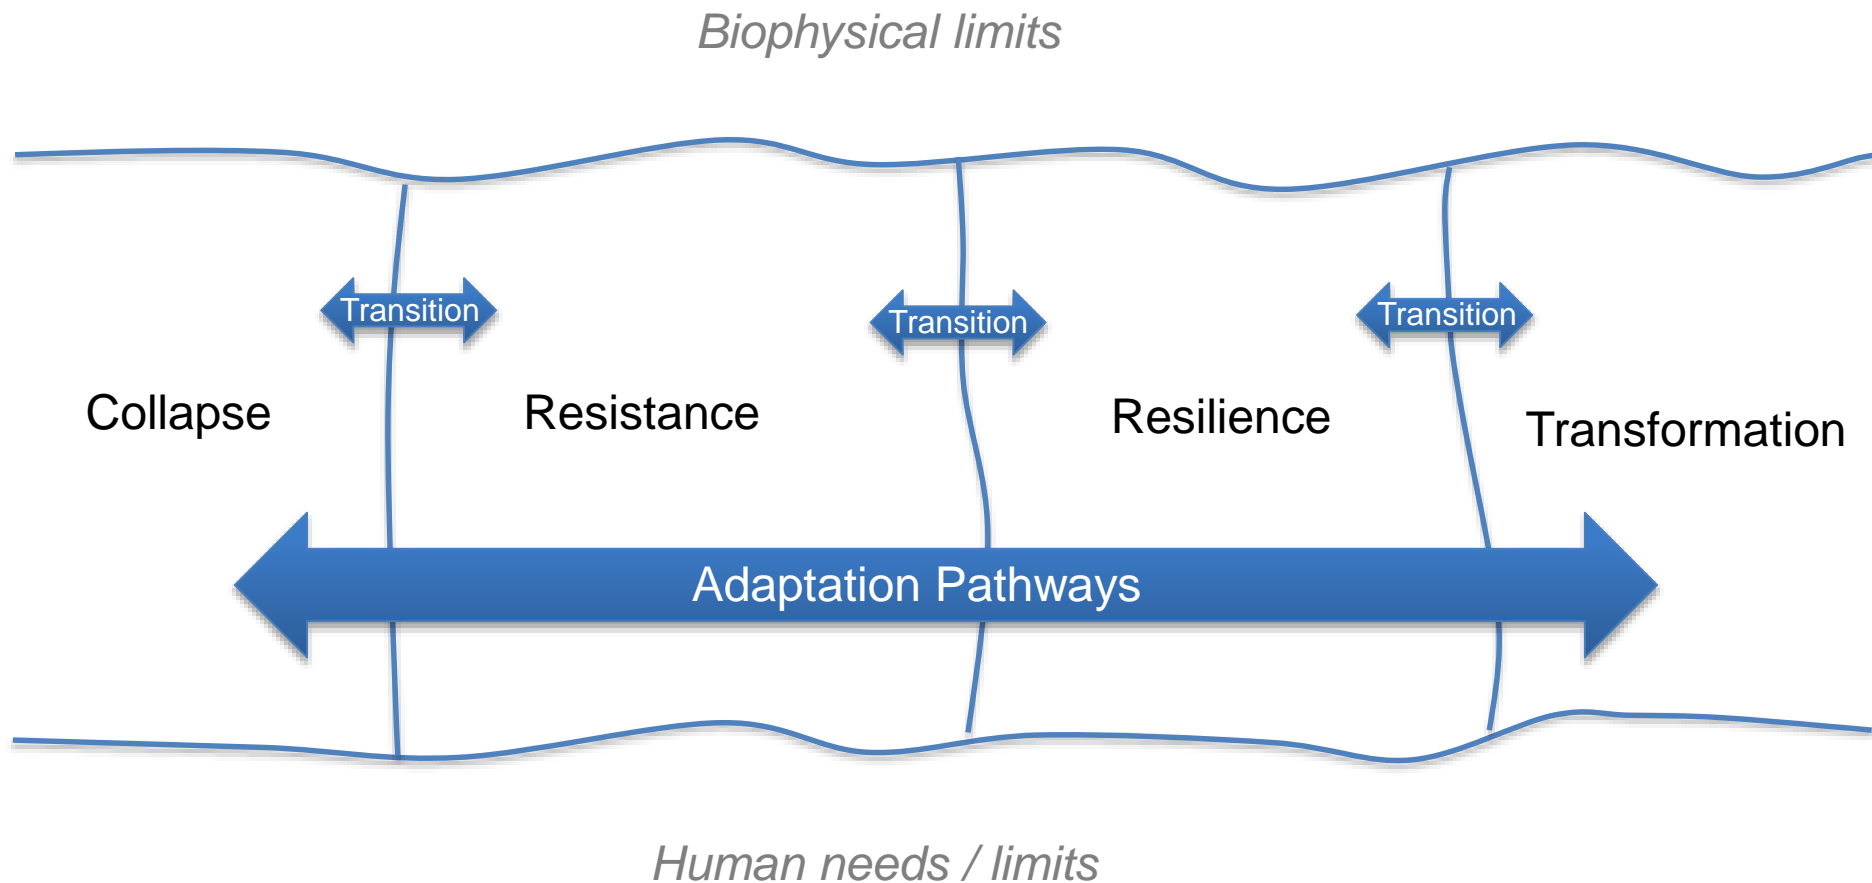 Biophysical limits
Transition
Transition
Transition
Collapse
Resistance
Resilience
Transformation
Adaptation Pathways
Human needs / limits